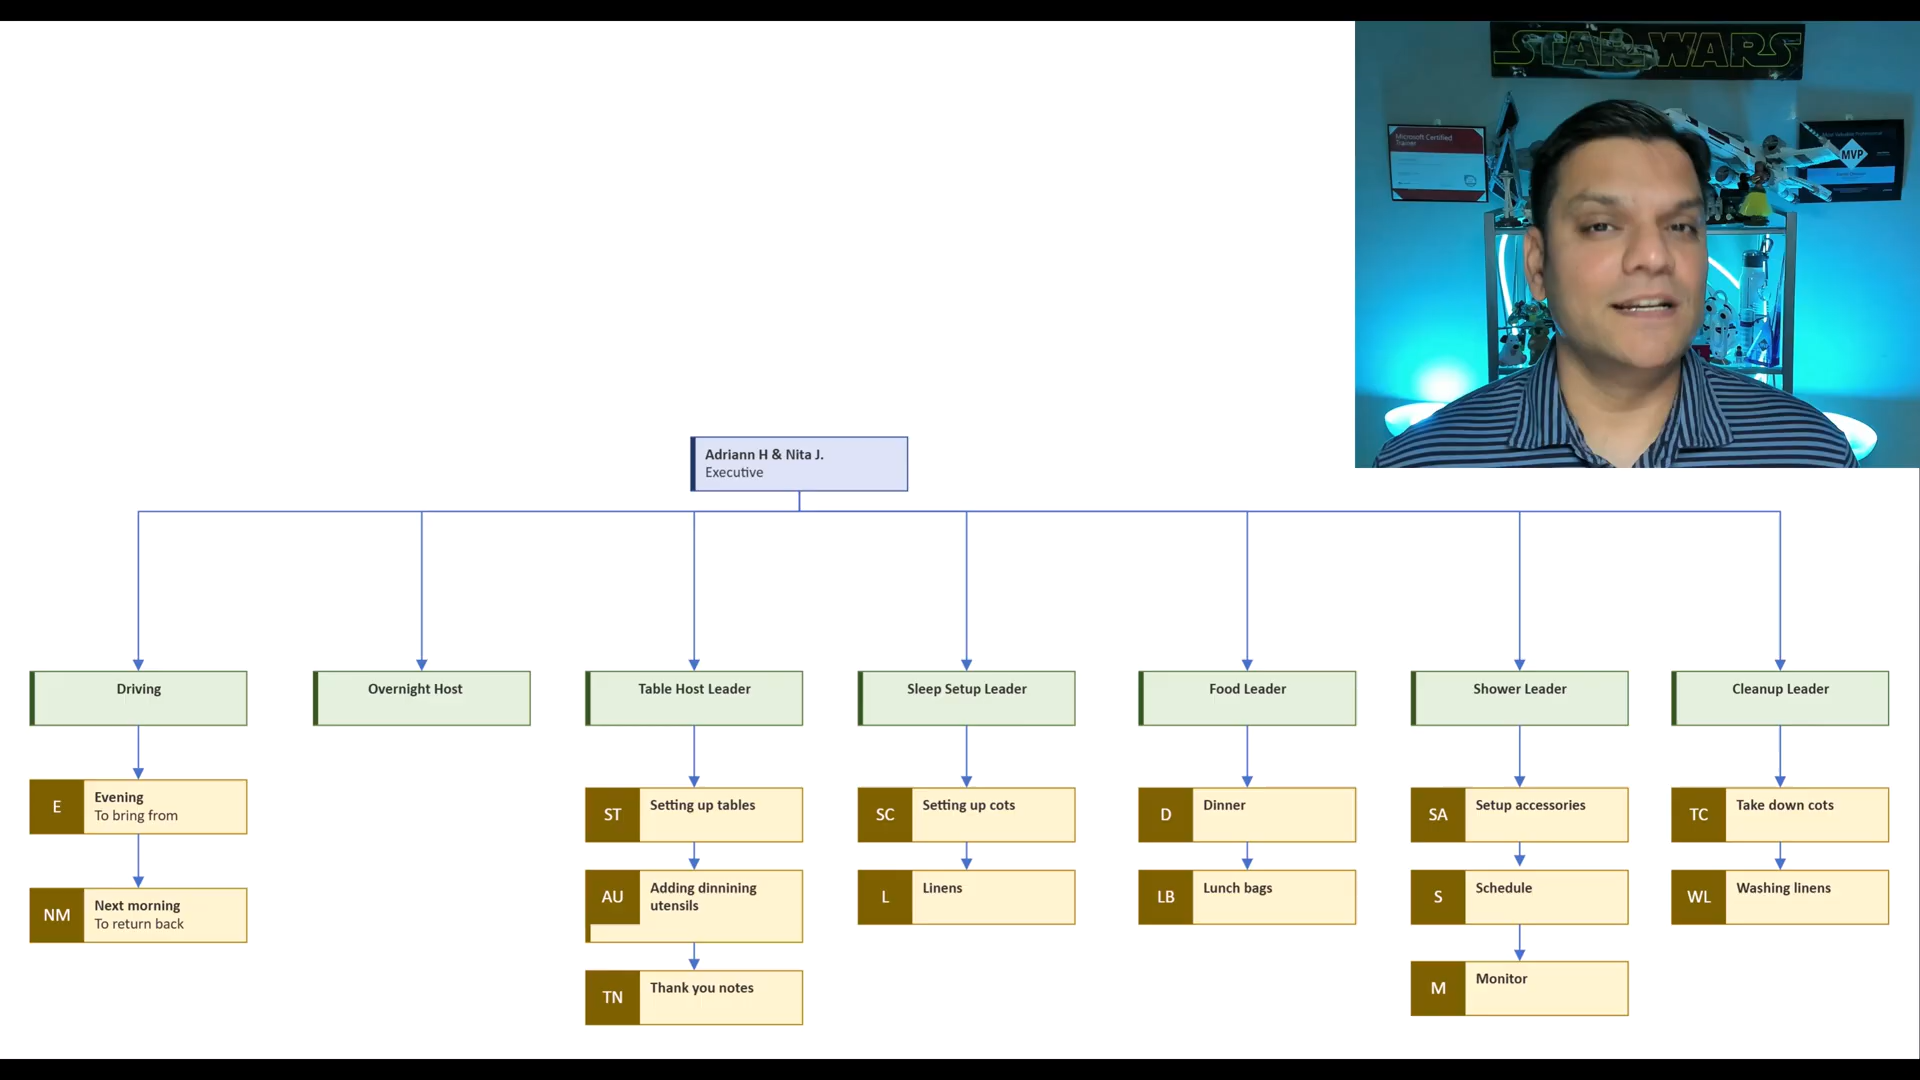 STAR WARS
Microsoft Certified
Trainer
MVP
Adriann H & Nita J.
Executive
Driving
Overnight Host
Table Host Leader
Sleep Setup Leader
Food Leader
Shower Leader
Cleanup Leader
E
Evening
To bring from
NM
Next morning
To return back
ST
Setting up tables
AU
Adding dinnining
utensils
TN
Thank you notes
SC
Setting up cots
L
Linens
D
Dinner
LB
Lunch bags
SA
Setup accessories
S
Schedule
M
Monitor
TC
Take down cots
WL
Washing linens